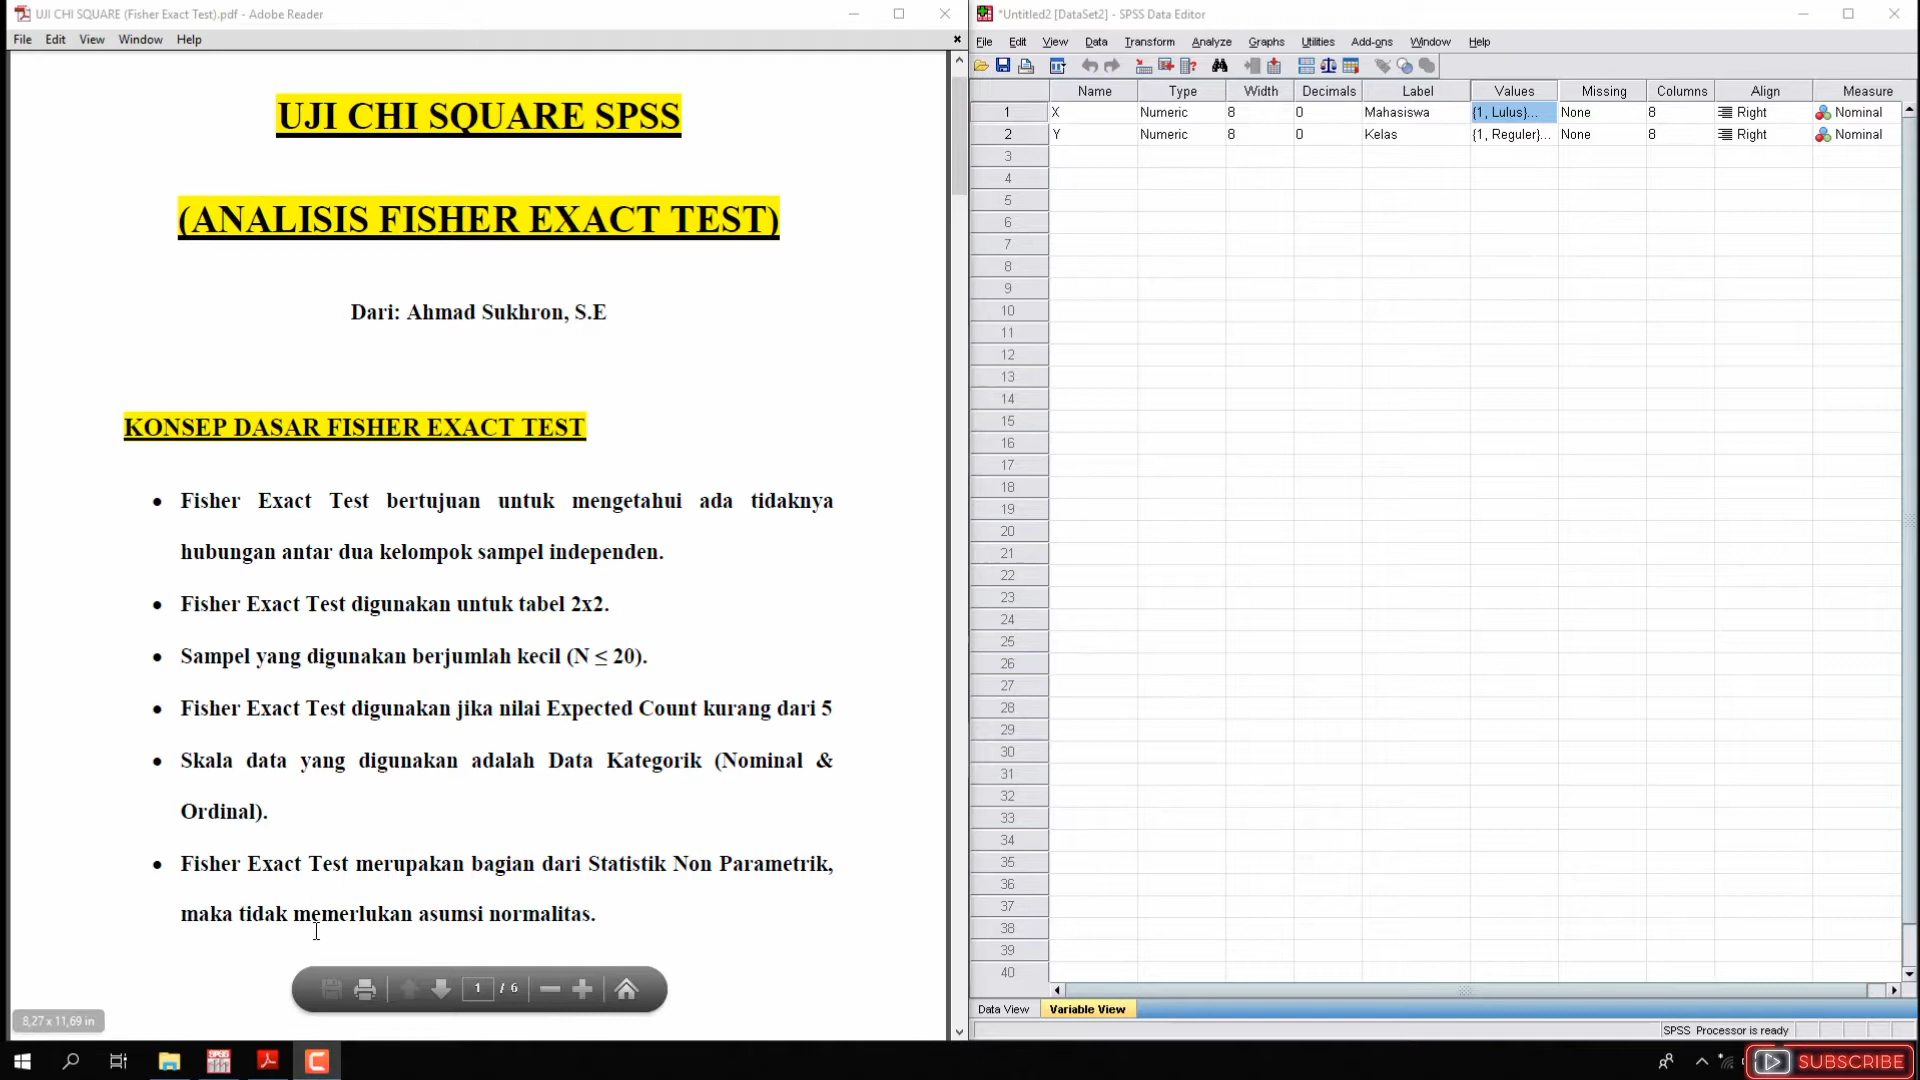 UJI CHI SQUARE (Fisher Exact Test).pdf - Adobe Reader
File Edit View Window Help
UJI CHI SQUARE SPSS
(ANALISIS FISHER EXACT TEST)
Dari: Ahmad Sukhron, S.E
KONSEP DASAR FISHER EXACT TEST
• Fisher Exact Test bertujuan untuk mengetahui ada tidaknya
hubungan antar dua kelompok sampel independen.
• Fisher Exact Test digunakan untuk tabel 2x2.
• Sampel yang digunakan berjumlah kecil (N ≤ 20).
• Fisher Exact Test digunakan jika nilai Expected Count kurang dari 5
• Skala data yang digunakan adalah Data Kategorik (Nominal &
Ordinal).
• Fisher Exact Test merupakan bagian dari Statistik Non Parametrik,
maka tidak memerlukan asumsi normalitas.
1 / 6
8,27 x 11,69 in
*Untitled2 [DataSet2] - SPSS Data Editor
File Edit View Data Transform Analyze Graphs Utilities Add-ons Window Help
Name Type Width Decimals Label Values Missing Columns Align Measure
1 X Numeric 8 0 Mahasiswa {1, Lulus}... None 8 Right Nominal
2 Y Numeric 8 0 Kelas {1, Reguler}... None 8 Right Nominal
3
4
5
6
7
8
9
10
11
12
13
14
15
16
17
18
19
20
21
22
23
24
25
26
27
28
29
30
31
32
33
34
35
36
37
38
39
40
Data View Variable View
SPSS Processor is ready
SPSS
SUBSCRIBE